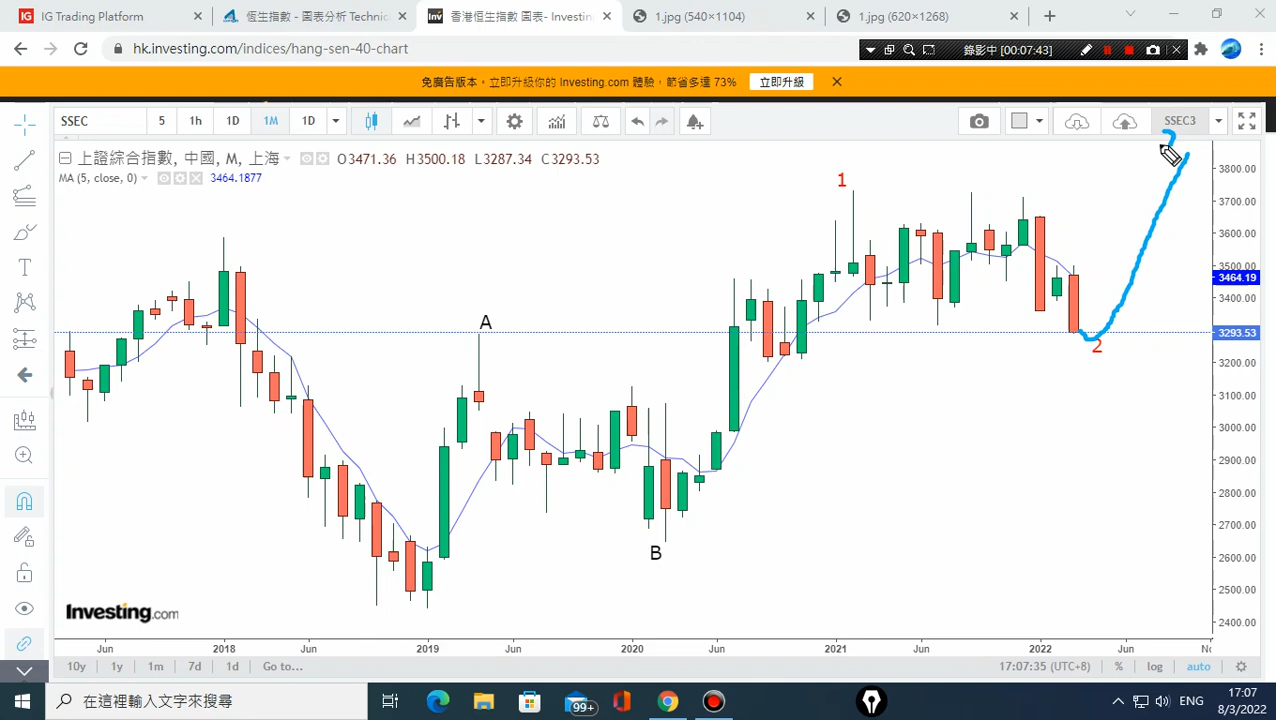 IG Trading Platform
恆生指數 - 圖表分析 Technic
香港恒生指數 圖表- Investin
1.jpg (540×1104)
1.jpg (620×1268)
hk.investing.com/indices/hang-sen-40-chart
錄影中 [00:07:43]
免廣告版本。立即升級你的 Investing.com 體驗,節省多達 73%
立即升級
SSEC
5
1h
1D
1M
1D
SSEC3
上證綜合指數, 中國, M, 上海
O3471.36 H3500.18 L3287.34 C3293.53
MA (5, close, 0)
3464.1877
3800.00
3700.00
3600.00
3500.00
3464.19
3400.00
3293.53
3200.00
3100.00
3000.00
2900.00
2800.00
2700.00
2600.00
2500.00
2400.00
1
A
2
B
Investing.com
Jun
2018
Jun
2019
Jun
2020
Jun
2021
Jun
2022
Jun
10y
1y
1m
7d
1d
Go to...
17:07:35 (UTC+8)
%
log
auto
在這裡輸入文字來搜尋
99+
ENG
17:07
8/3/2022